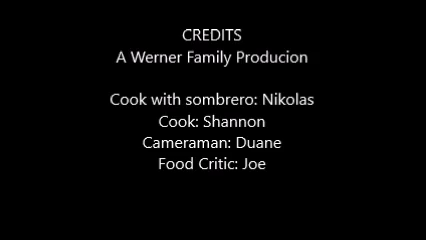 CREDITS
A Werner Family Producion
Cook with sombrero: Nikolas
Cook: Shannon
Cameraman: Duane
Food Critic: Joe